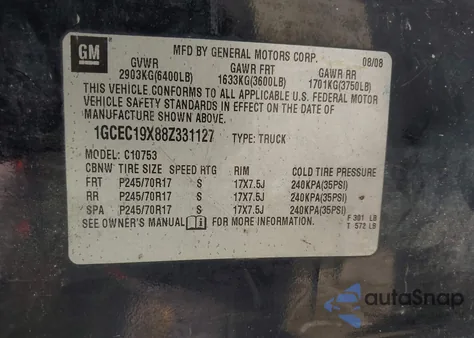 GM
MFD BY GENERAL MOTORS CORP. 08/08
GVWR GAWR FRT GAWR RR
2903KG(6400LB) 1633KG(3600LB) 1701KG(3750LB)
THIS VEHICLE CONFORMS TO ALL APPLICABLE U.S. FEDERAL MOTOR
VEHICLE SAFETY STANDARDS IN EFFECT ON THE DATE OF
MANUFACTURE SHOWN ABOVE.
1GCEC19X88Z331127 TYPE: TRUCK
MODEL: C10753
CBNW TIRE SIZE SPEED RTG RIM COLD TIRE PRESSURE
FRT P245/70R17 S 17X7.5J 240KPA(35PSI)
RR P245/70R17 S 17X7.5J 240KPA(35PSI)
SPA P245/70R17 S 17X7.5J 240KPA(35PSI)
SEE OWNER'S MANUAL FOR MORE INFORMATION.
F 301 LB
T 572 LB
autoSnap